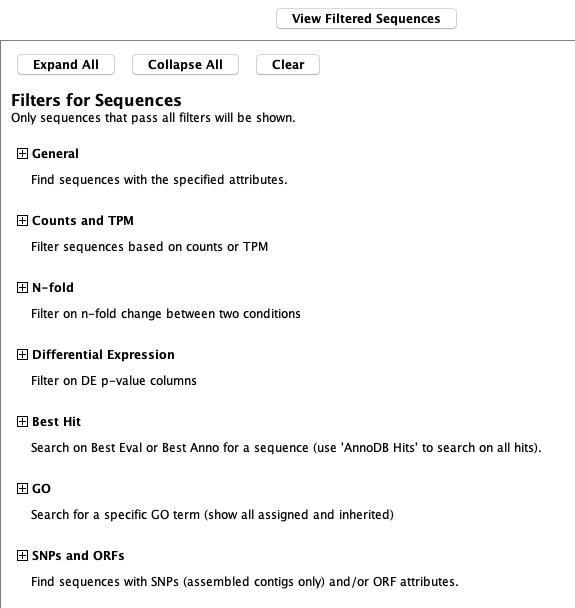 View Filtered Sequences
Expand All
Collapse All
Clear
Filters for Sequences
Only sequences that pass all filters will be shown.
General
Find sequences with the specified attributes.
Counts and TPM
Filter sequences based on counts or TPM
N-fold
Filter on n-fold change between two conditions
Differential Expression
Filter on DE p-value columns
Best Hit
Search on Best Eval or Best Anno for a sequence (use 'AnnoDB Hits' to search on all hits).
GO
Search for a specific GO term (show all assigned and inherited)
SNPs and ORFs
Find sequences with SNPs (assembled contigs only) and/or ORF attributes.